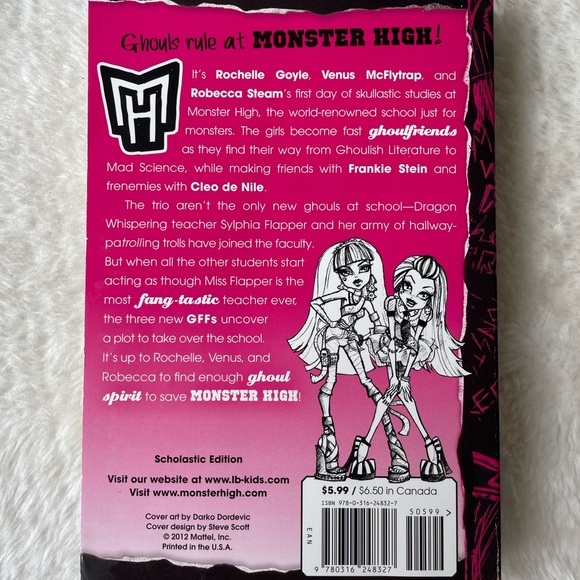 Ghouls rule at MONSTER HIGH!
MH
It's Rochelle Goyle, Venus McFlytrap, and
Robecca Steam's first day of skullastic studies at
Monster High, the world-renowned school just for
monsters. The girls become fast ghoulfriends
as they find their way from Ghoulish Literature to
Mad Science, while making friends with Frankie Stein and
frenemies with Cleo de Nile.
The trio aren't the only new ghouls at school—Dragon
Whispering teacher Sylphia Flapper and her army of hallway-
patrolling trolls have joined the faculty.
But when all the other students start
acting as though Miss Flapper is the
most fang-tastic teacher ever,
the three new GFFs uncover
a plot to take over the school.
It's up to Rochelle, Venus, and
Robecca to find enough ghoul
spirit to save MONSTER HIGH!
Scholastic Edition
Visit our website at www.lb-kids.com
Visit www.monsterhigh.com
Cover art by Darko Dordevic
Cover design by Steve Scott
© 2012 Mattel, Inc.
Printed in the U.S.A.
$5.99 / $6.50 in Canada
ISBN 978-0-316-24832-7
50599>
EAN
9 780316 248327